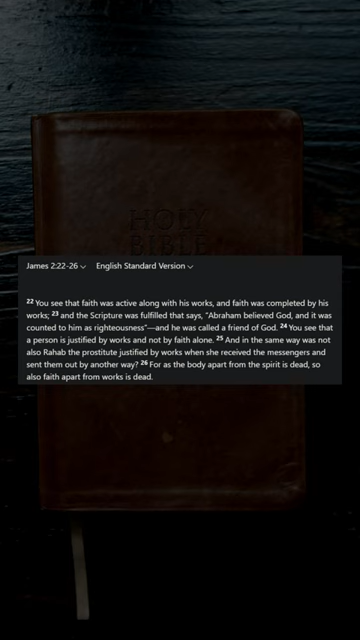 HOLY
BIBLE
James 2:22-26 English Standard Version
22 You see that faith was active along with his works, and faith was completed by his
works; 23 and the Scripture was fulfilled that says, “Abraham believed God, and it was
counted to him as righteousness”—and he was called a friend of God. 24 You see that
a person is justified by works and not by faith alone. 25 And in the same way was not
also Rahab the prostitute justified by works when she received the messengers and
sent them out by another way? 26 For as the body apart from the spirit is dead, so
also faith apart from works is dead.